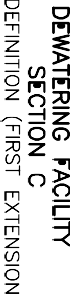 DEWATERING FACILITY
SECTION C
DEFINITION (FIRST EXTENSION